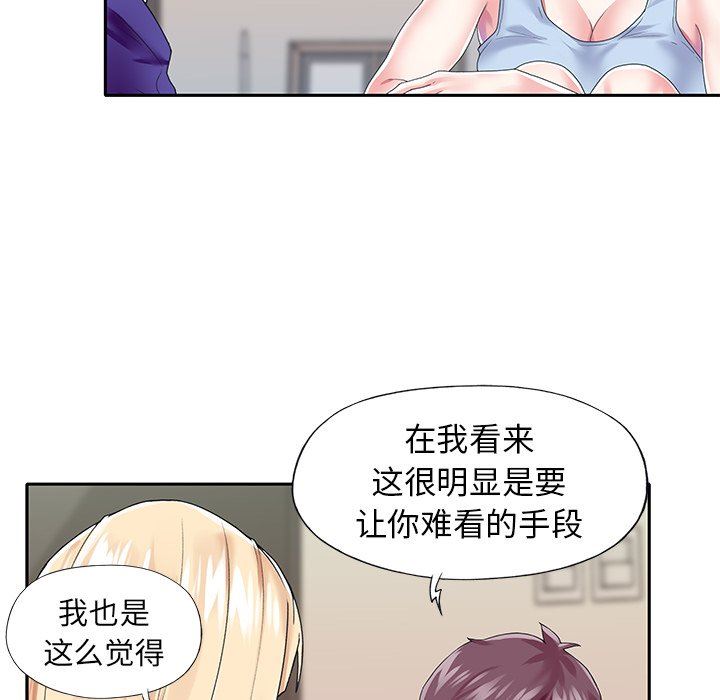 在我看来
这很明显是要
让你难看的手段
我也是
这么觉得